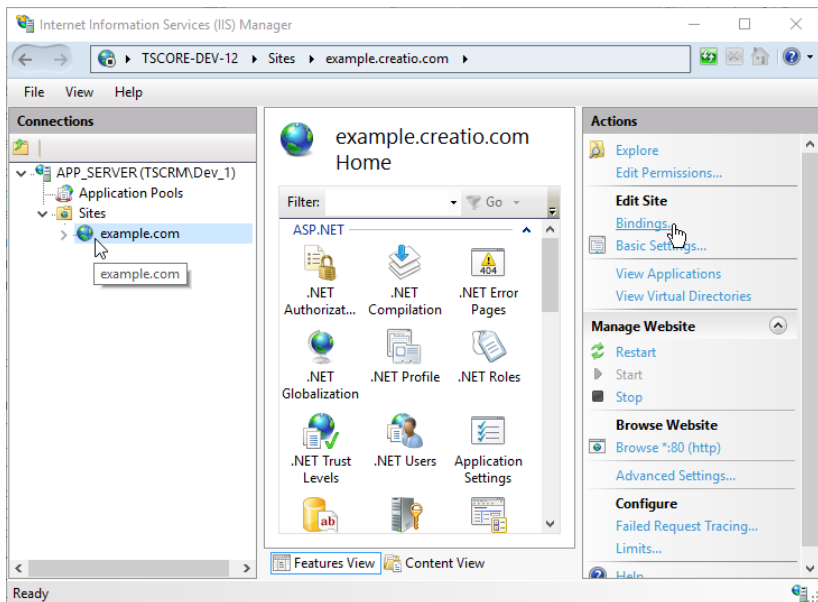 Internet Information Services (IIS) Manager
TSCORE-DEV-12 Sites example.creatio.com
File View Help
Connections
APP_SERVER (TSCRM\Dev_1)
Application Pools
Sites
example.com
example.com
example.creatio.com
Home
Filter: Go
ASP.NET
.NET
Authorizat...
.NET
Compilation
.NET Error
Pages
.NET
Globalization
.NET Profile
.NET Roles
.NET Trust
Levels
.NET Users
Application
Settings
Features View Content View
Actions
Explore
Edit Permissions...
Edit Site
Bindings...
Basic Settings...
View Applications
View Virtual Directories
Manage Website
Restart
Start
Stop
Browse Website
Browse *:80 (http)
Advanced Settings...
Configure
Failed Request Tracing...
Limits...
Help
Ready